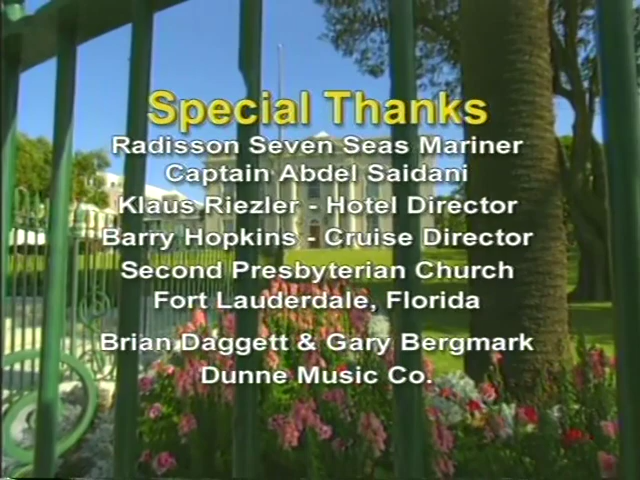 Special Thanks
Radisson Seven Seas Mariner
Captain Abdel Saidani
Klaus Riezler - Hotel Director
Barry Hopkins - Cruise Director
Second Presbyterian Church
Fort Lauderdale, Florida
Brian Daggett & Gary Bergmark
Dunne Music Co.